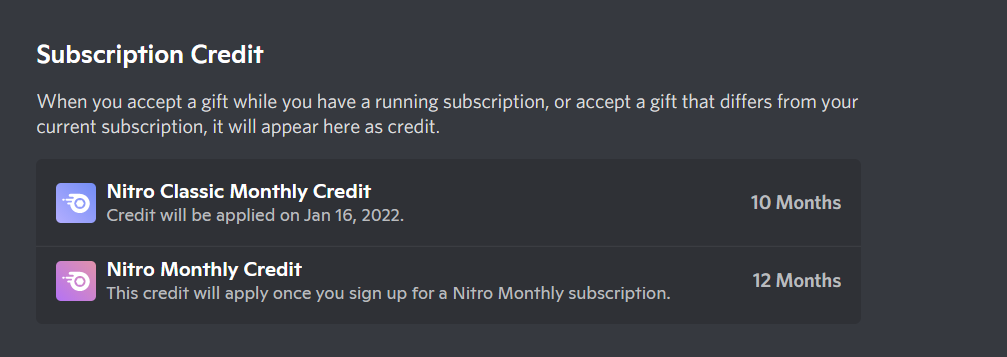 Subscription Credit
When you accept a gift while you have a running subscription, or accept a gift that differs from your
current subscription, it will appear here as credit.
Nitro Classic Monthly Credit
Credit will be applied on Jan 16, 2022.
10 Months
Nitro Monthly Credit
This credit will apply once you sign up for a Nitro Monthly subscription.
12 Months